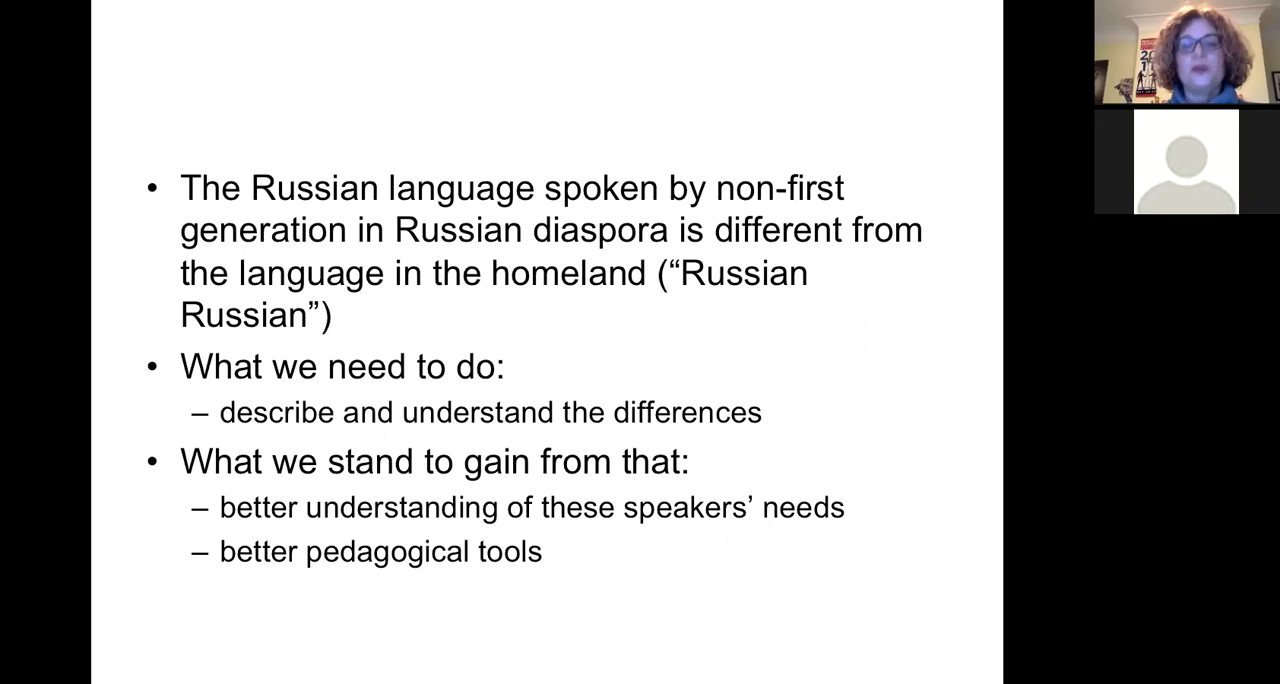 • The Russian language spoken by non-first
generation in Russian diaspora is different from
the language in the homeland (“Russian
Russian”)
• What we need to do:
– describe and understand the differences
• What we stand to gain from that:
– better understanding of these speakers’ needs
– better pedagogical tools